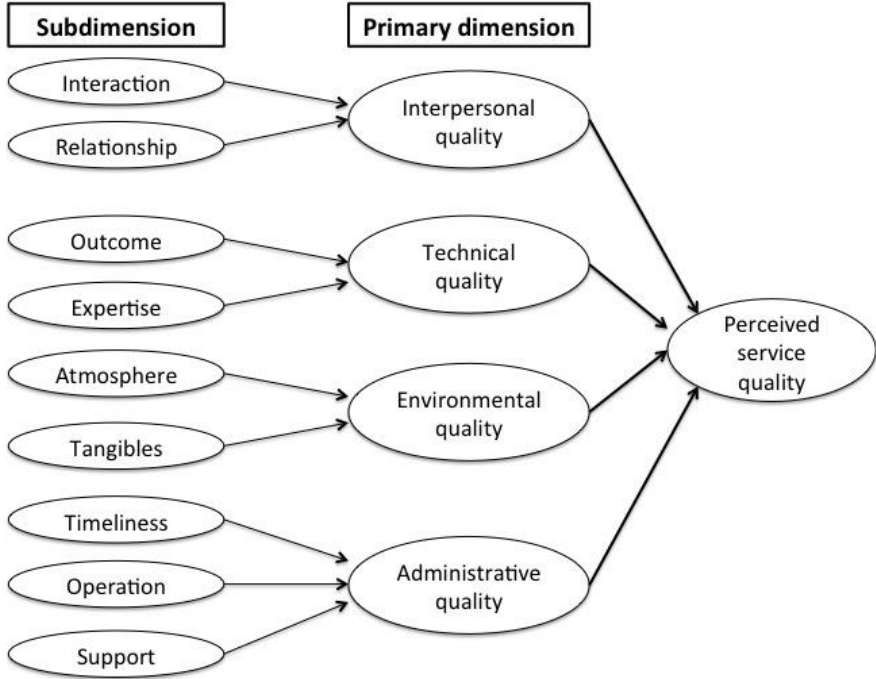 Subdimension
Primary dimension
Interaction
Relationship
Interpersonal
quality
Outcome
Expertise
Technical
quality
Atmosphere
Tangibles
Environmental
quality
Timeliness
Operation
Support
Administrative
quality
Perceived
service
quality